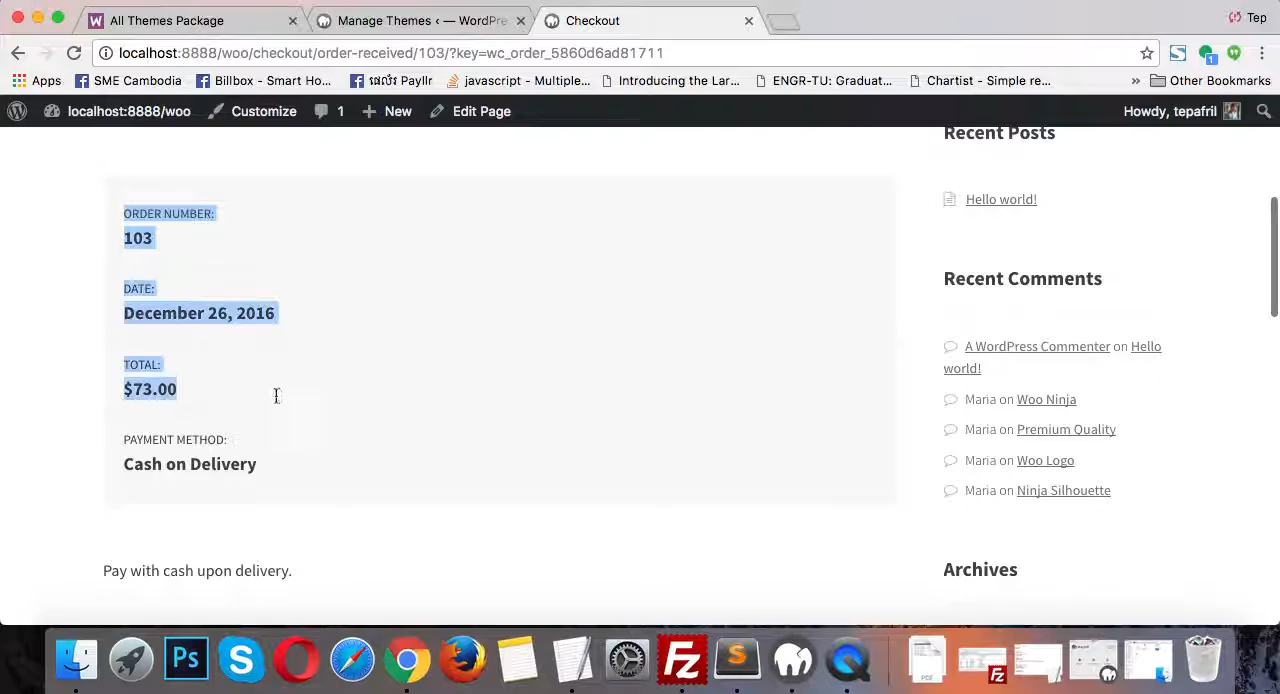 All Themes Package
Manage Themes ‹ — WordPre
Checkout
Tep
localhost:8888/woo/checkout/order-received/103/?key=wc_order_5860d6ad81711
Apps
SME Cambodia
Billbox - Smart Ho...
javascript - Multiple...
Introducing the Lar...
ENGR-TU: Graduat...
Chartist - Simple re...
»
Other Bookmarks
localhost:8888/woo
Customize
1
New
Edit Page
Howdy, tepafril
Recent Posts
Hello world!
ORDER NUMBER:
103
DATE:
December 26, 2016
TOTAL:
$73.00
PAYMENT METHOD:
Cash on Delivery
Pay with cash upon delivery.
Recent Comments
A WordPress Commenter on Hello
world!
Maria on Woo Ninja
Maria on Premium Quality
Maria on Woo Logo
Maria on Ninja Silhouette
Archives
Ps
Fz